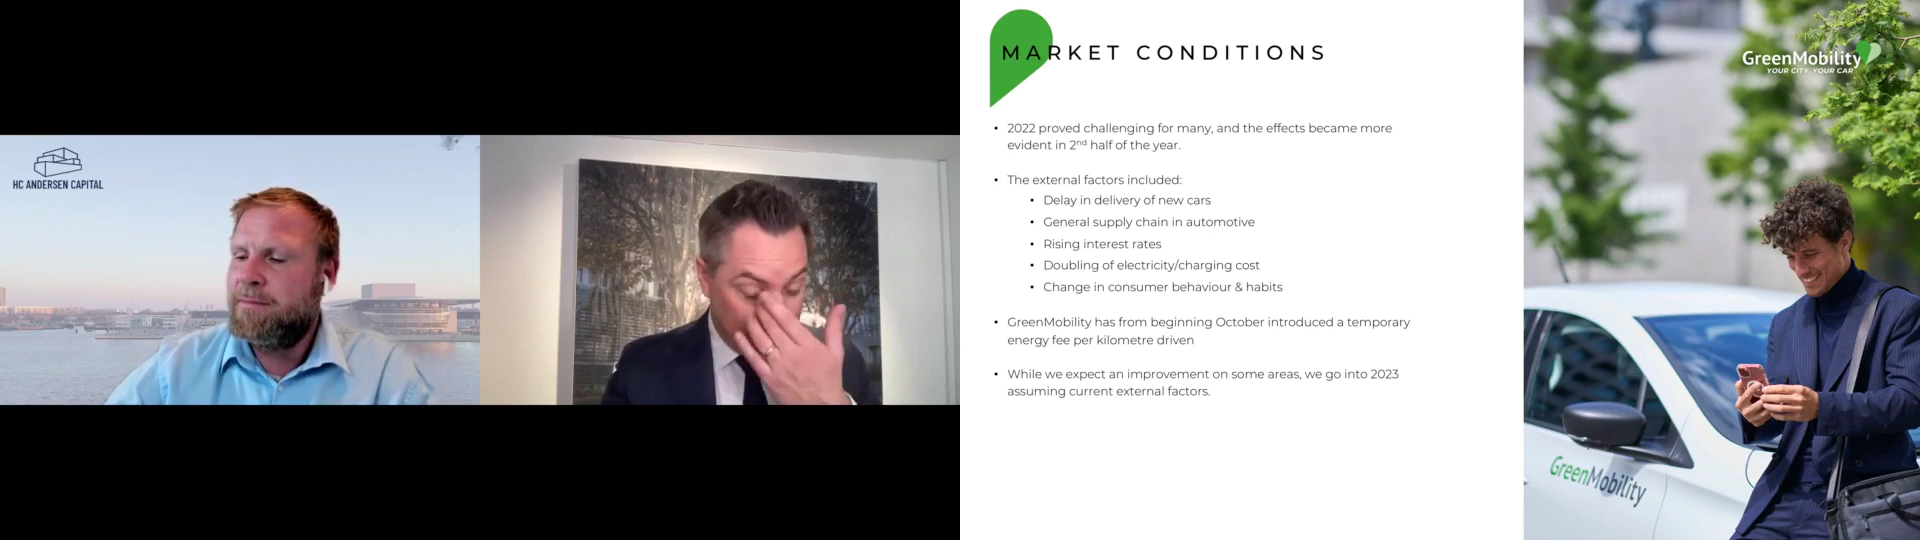 HC ANDERSEN CAPITAL
MARKET CONDITIONS
• 2022 proved challenging for many, and the effects became more
evident in 2nd half of the year.
• The external factors included:
• Delay in delivery of new cars
• General supply chain in automotive
• Rising interest rates
• Doubling of electricity/charging cost
• Change in consumer behaviour & habits
• GreenMobility has from beginning October introduced a temporary
energy fee per kilometre driven
• While we expect an improvement on some areas, we go into 2023
assuming current external factors.
GreenMobility
YOUR CITY, YOUR CAR
GreenMobility